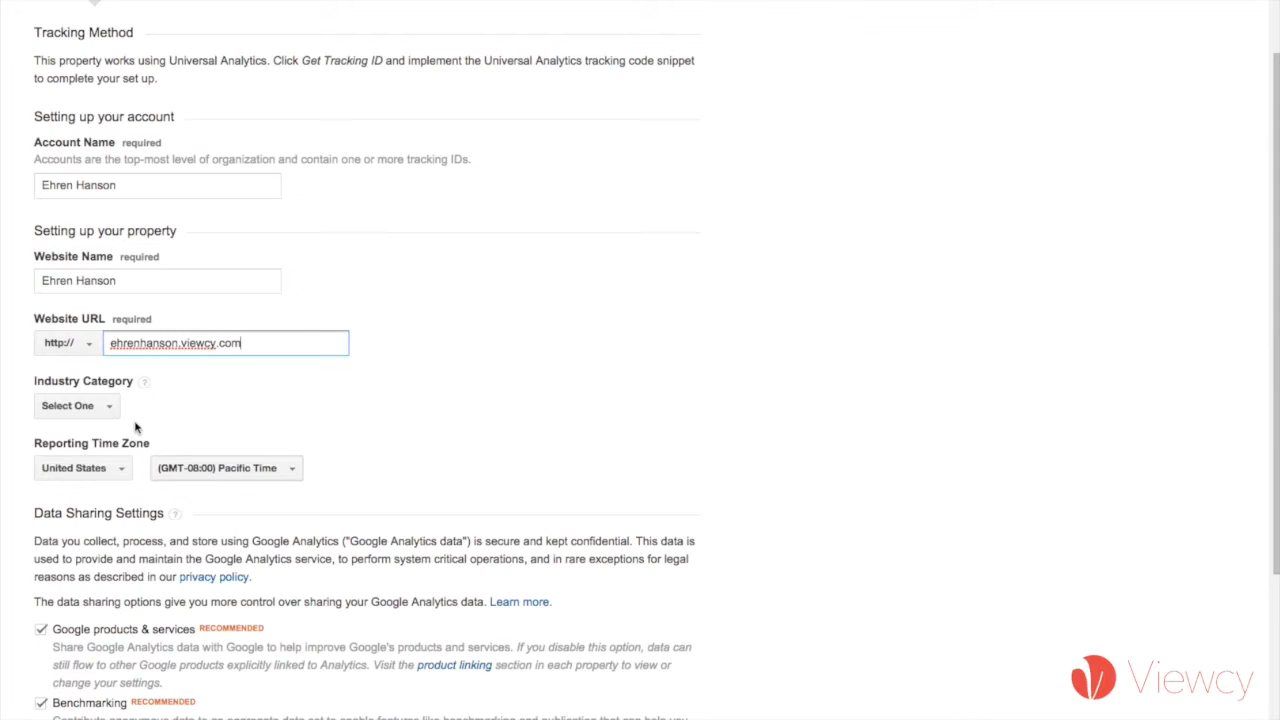 Tracking Method
This property works using Universal Analytics. Click Get Tracking ID and implement the Universal Analytics tracking code snippet
to complete your set up.
Setting up your account
Account Name required
Accounts are the top-most level of organization and contain one or more tracking IDs.
Ehren Hanson
Setting up your property
Website Name required
Ehren Hanson
Website URL required
http:// ehrenhanson.viewcy.com
Industry Category ?
Select One
Reporting Time Zone
United States (GMT-08:00) Pacific Time
Data Sharing Settings ?
Data you collect, process, and store using Google Analytics ("Google Analytics data") is secure and kept confidential. This data is
used to provide and maintain the Google Analytics service, to perform system critical operations, and in rare exceptions for legal
reasons as described in our privacy policy.
The data sharing options give you more control over sharing your Google Analytics data. Learn more.
Google products & services RECOMMENDED
Share Google Analytics data with Google to help improve Google's products and services. If you disable this option, data can
still flow to other Google products explicitly linked to Analytics. Visit the product linking section in each property to view or
change your settings.
Benchmarking RECOMMENDED
Viewcy